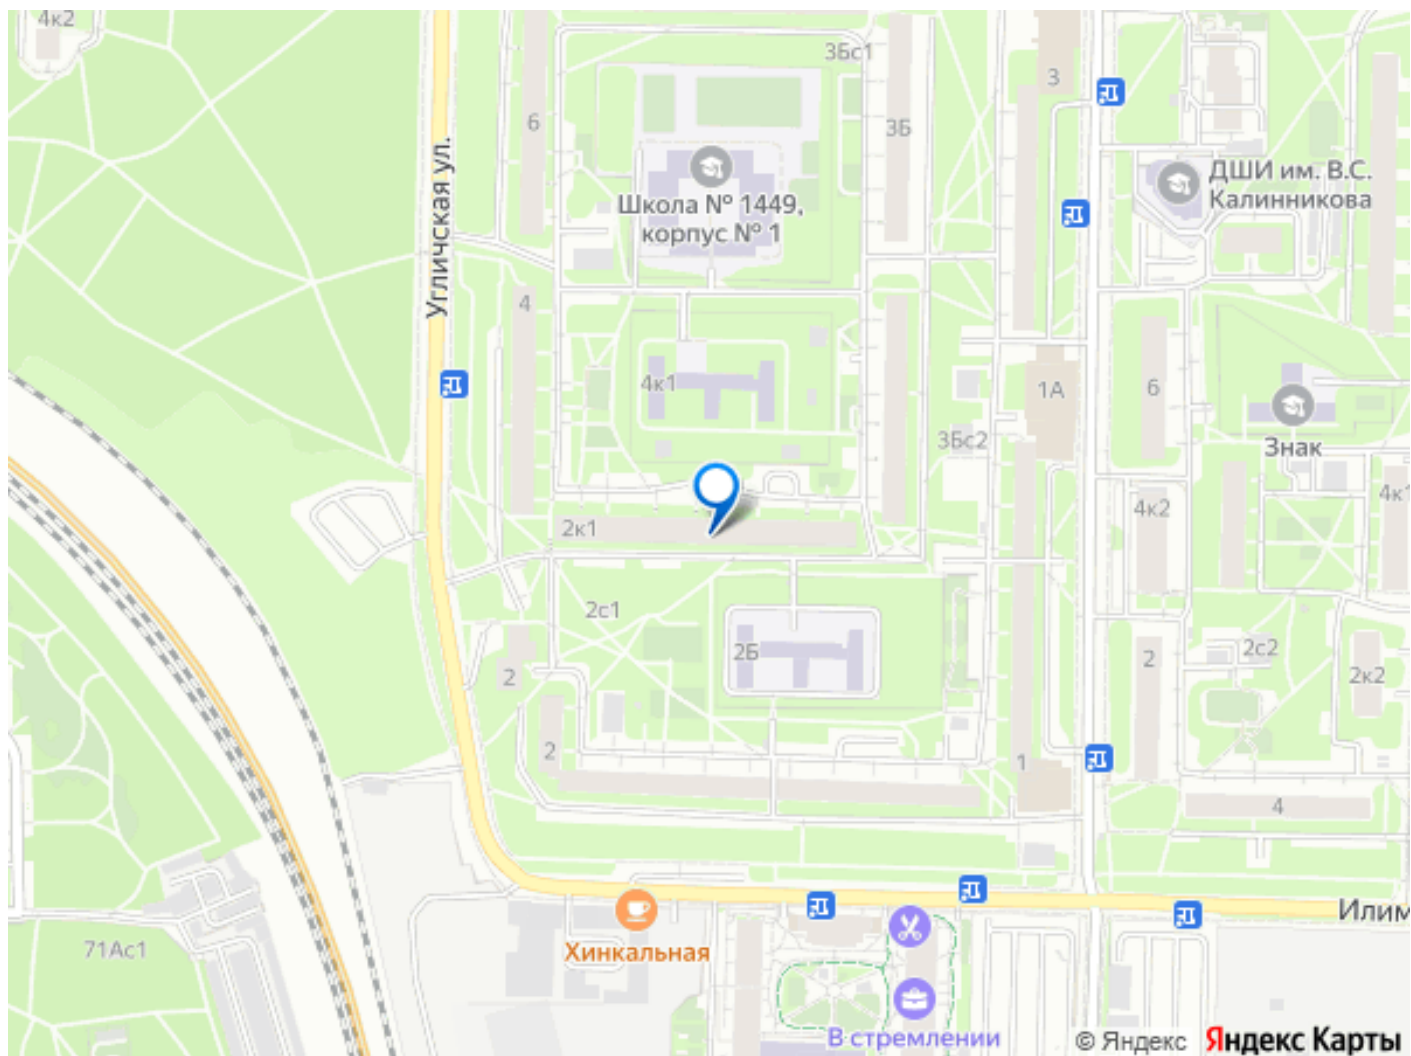 4к2
3Бс1
3
6
3Б
Угличская ул.
Школа № 1449,
корпус № 1
ДШИ им. В.С.
Калинникова
4
4к1
1А
6
3Бс2
Знак
4к1
4к2
2к1
2с1
2Б
2
2
2с2
2к2
2
1
4
Илим
71Ас1
Хинкальная
В стремлении
© Яндекс Яндекс Карты